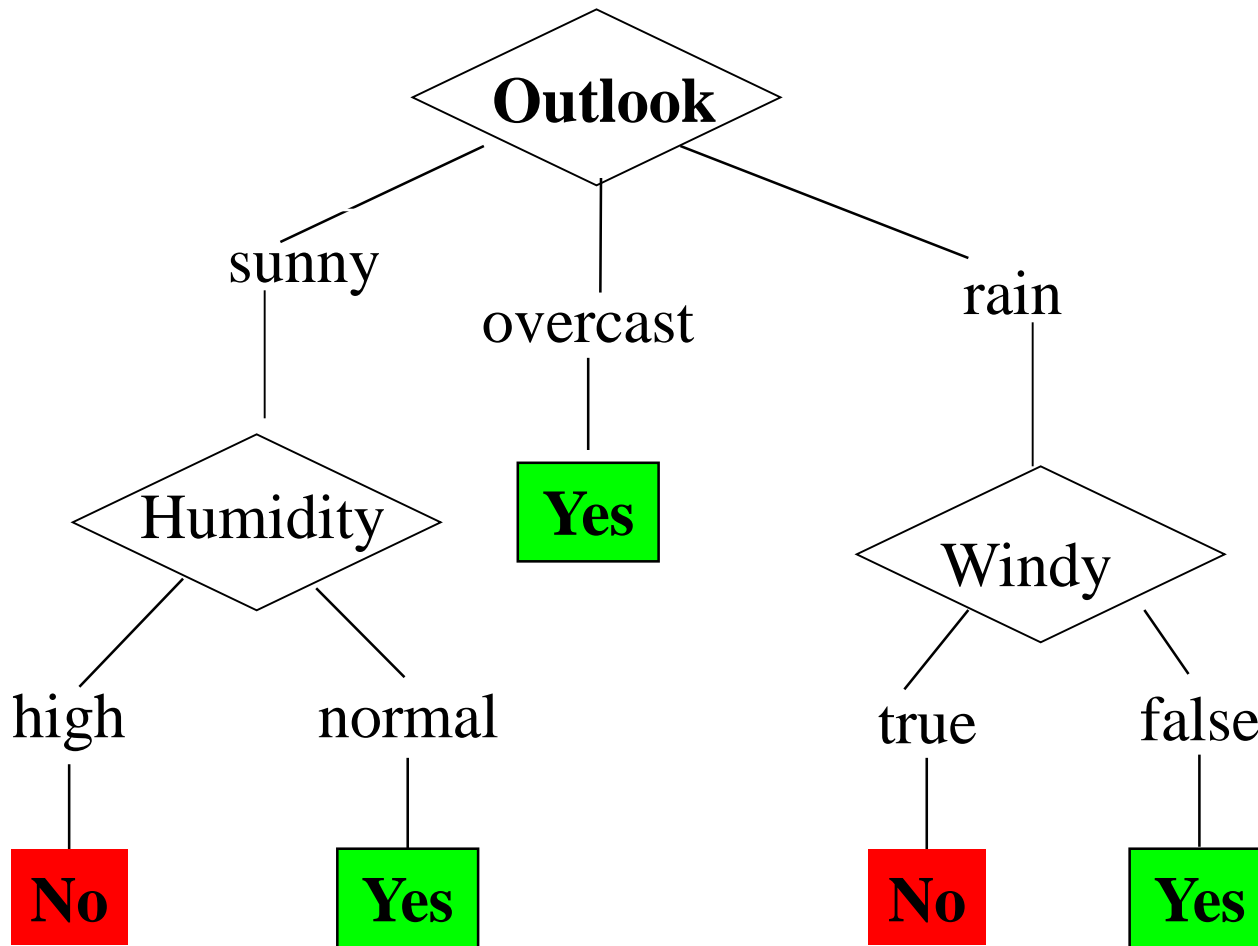 Outlook
sunny
overcast
rain
Humidity
Yes
Windy
high
normal
true
false
No
Yes
No
Yes